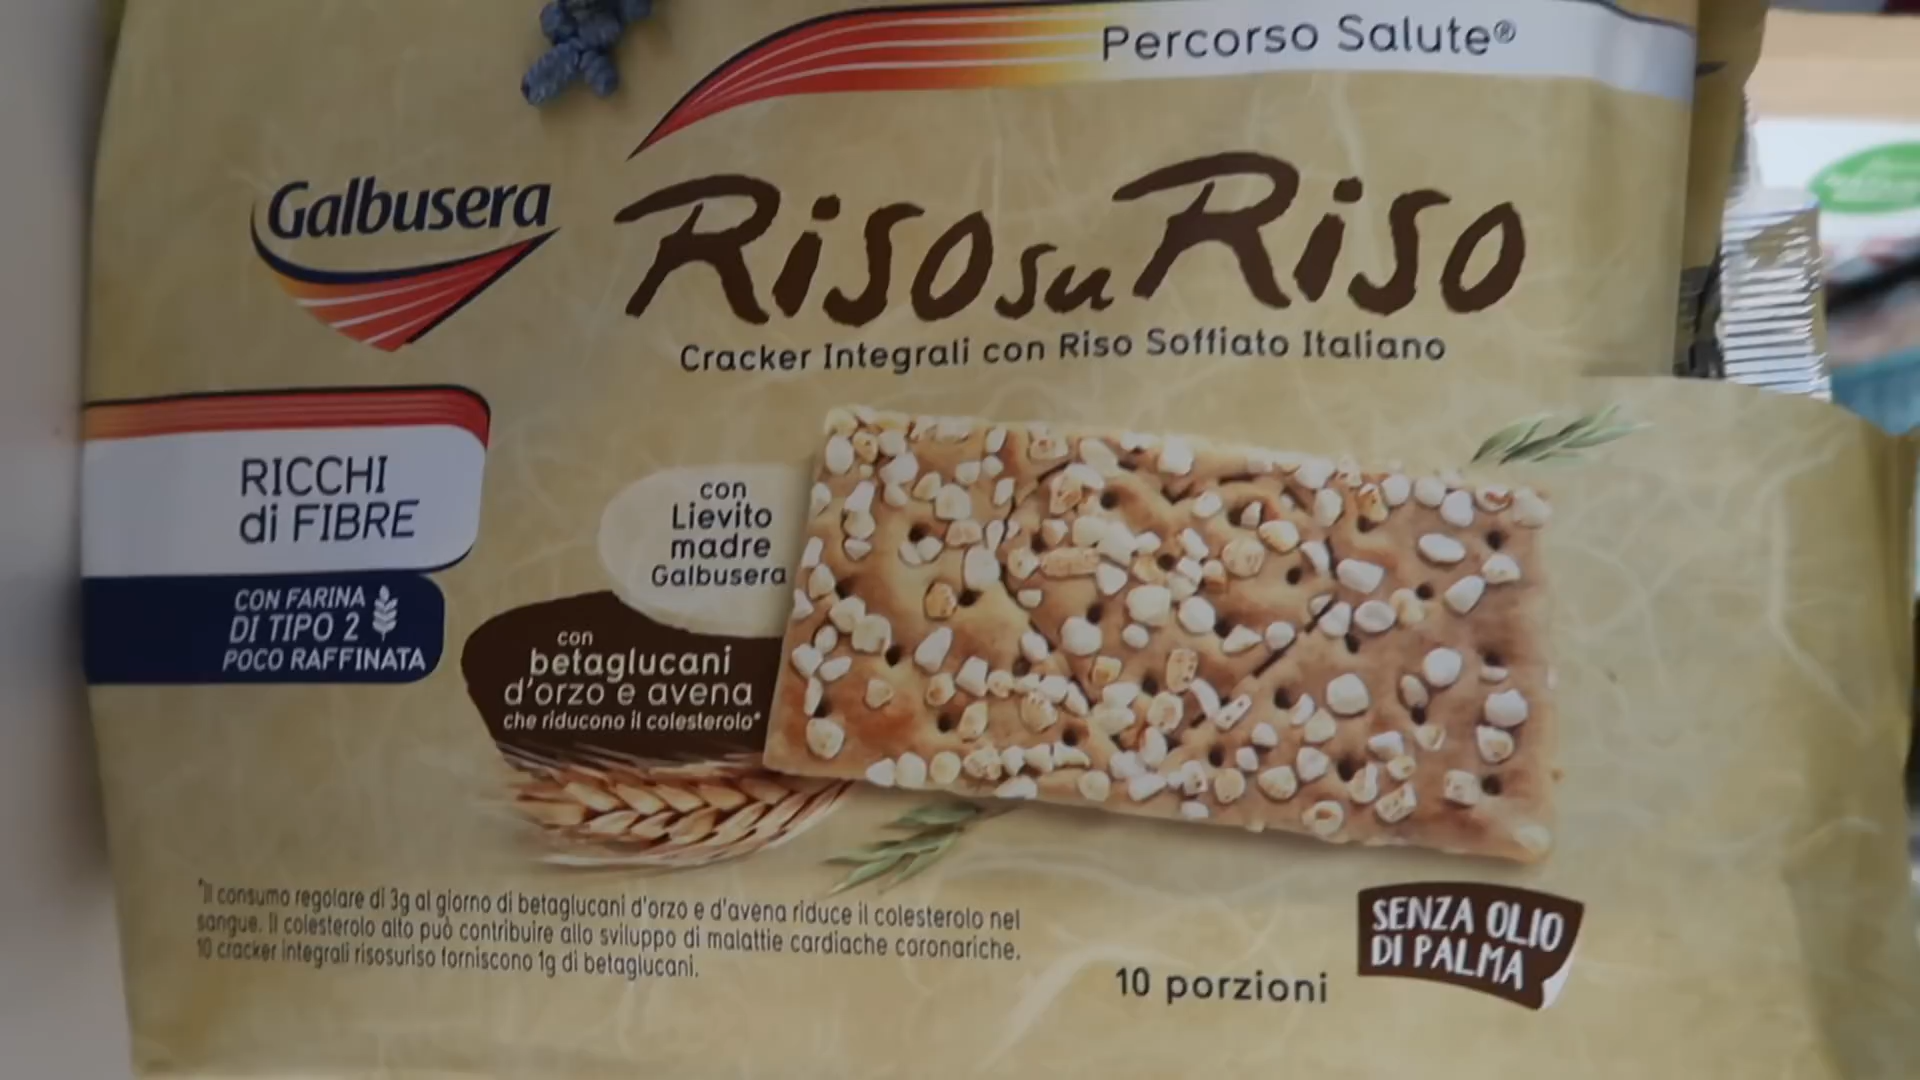 Percorso Salute®
Galbusera
RisosuRiso
Cracker Integrali con Riso Soffiato Italiano
RICCHI
di FIBRE
CON FARINA
DI TIPO 2
POCO RAFFINATA
con
Lievito
madre
Galbusera
con
betaglucani
d'orzo e avena
che riducono il colesterolo*
*Il consumo regolare di 3g al giorno di betaglucani d'orzo e d'avena riduce il colesterolo nel
sangue. Il colesterolo alto può contribuire allo sviluppo di malattie cardiache coronariche.
10 cracker integrali risosuriso forniscono 1g di betaglucani.
10 porzioni
SENZA OLIO
DI PALMA